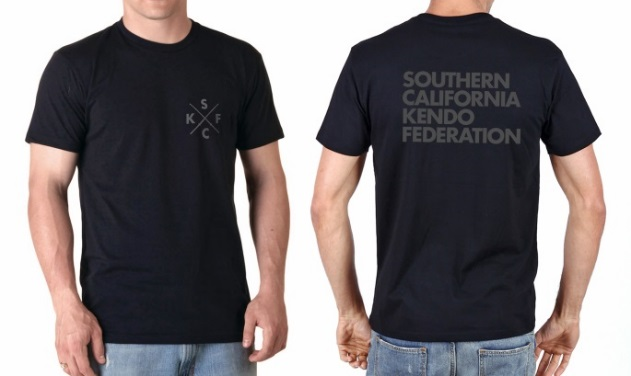 S
K F
C
SOUTHERN
CALIFORNIA
KENDO
FEDERATION